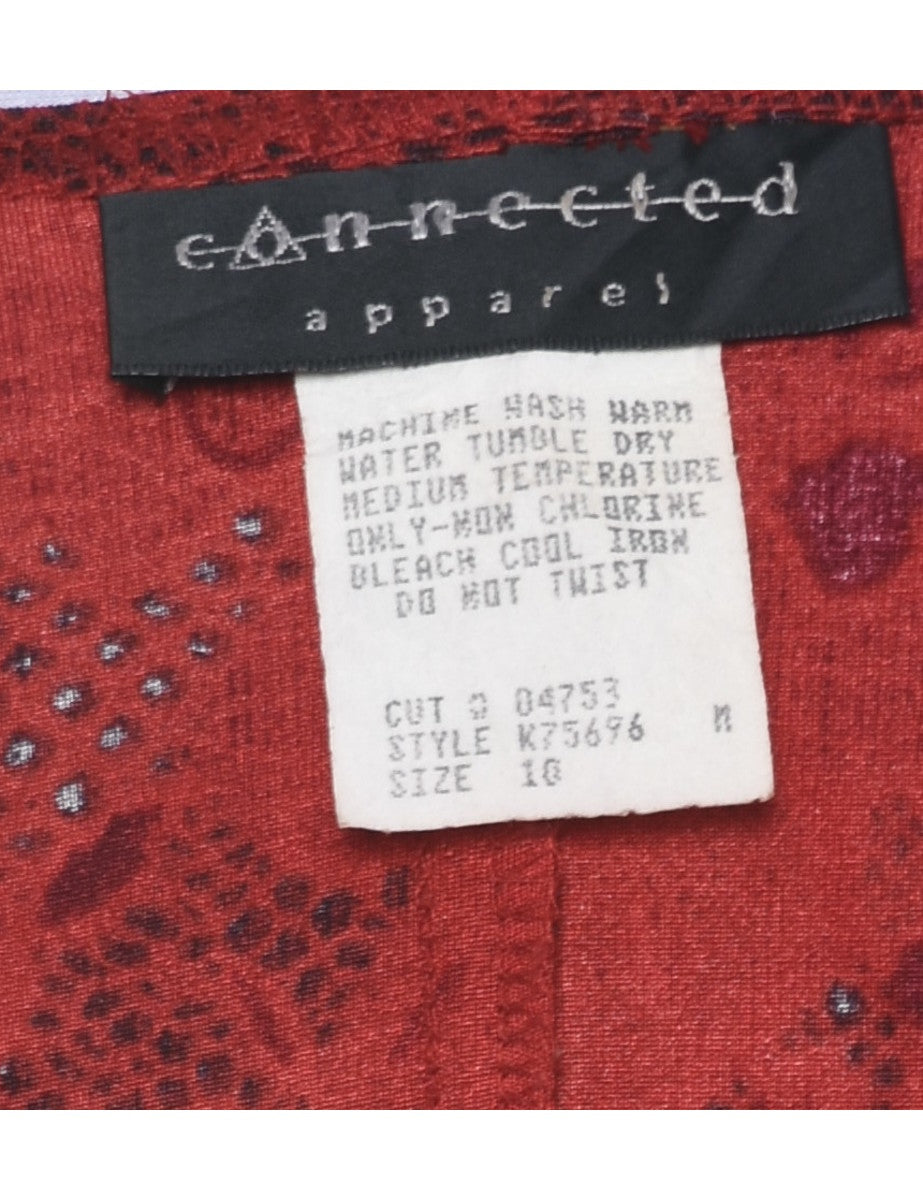 connected
apparel
MACHINE WASH WARM
WATER TUMBLE DRY
MEDIUM TEMPERATURE
ONLY-NON CHLORINE
BLEACH COOL IRON
DO NOT TWIST
CUT # 04753
STYLE K75696 M
SIZE 10